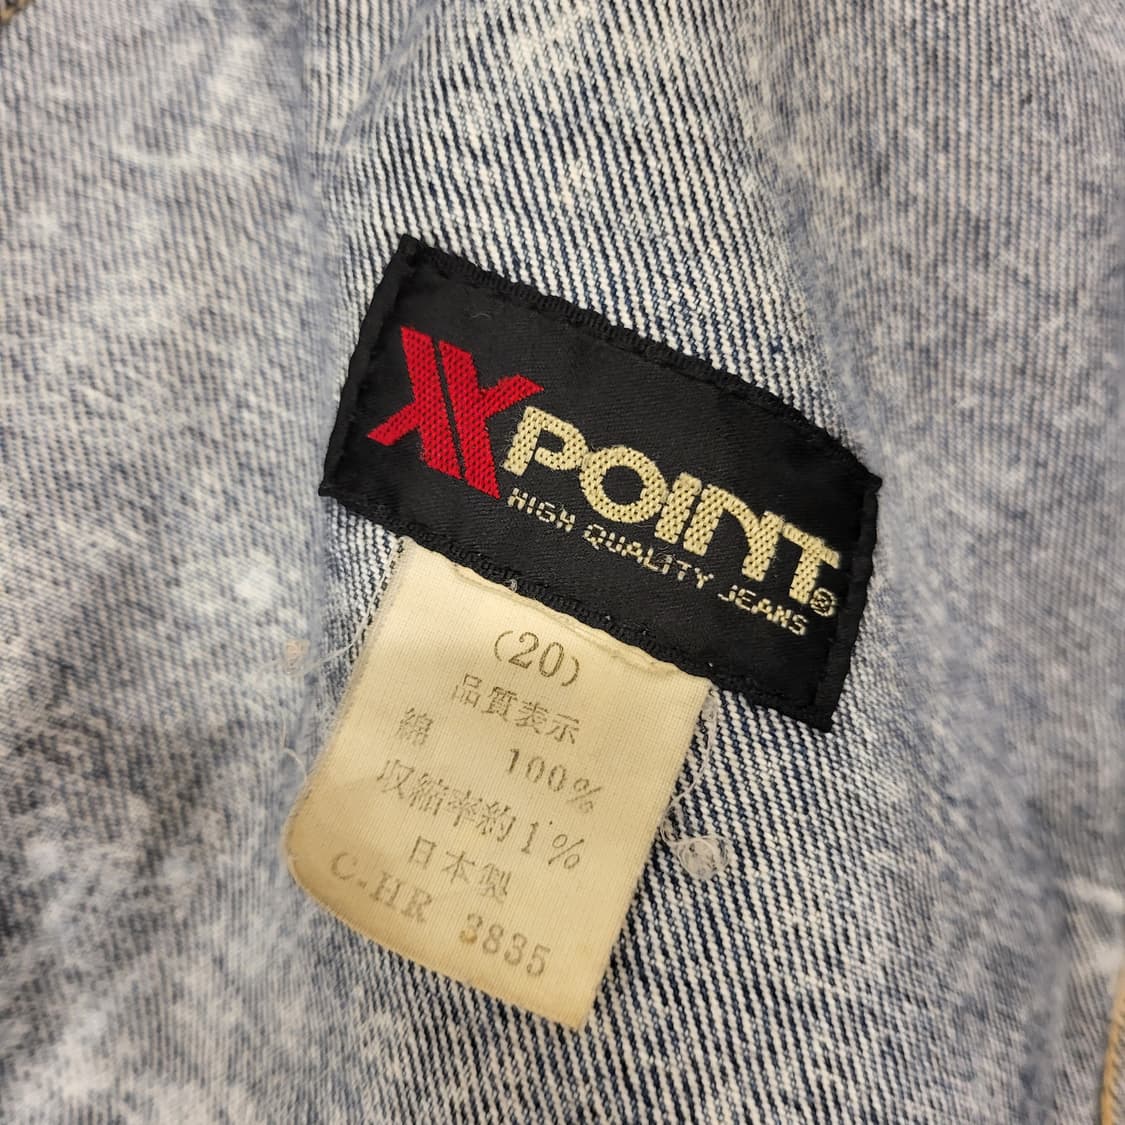 XPOINT®
HIGH QUALITY JEANS
(20)
品質表示
綿 100%
収縮率約1%
日本製
C-HR 3835